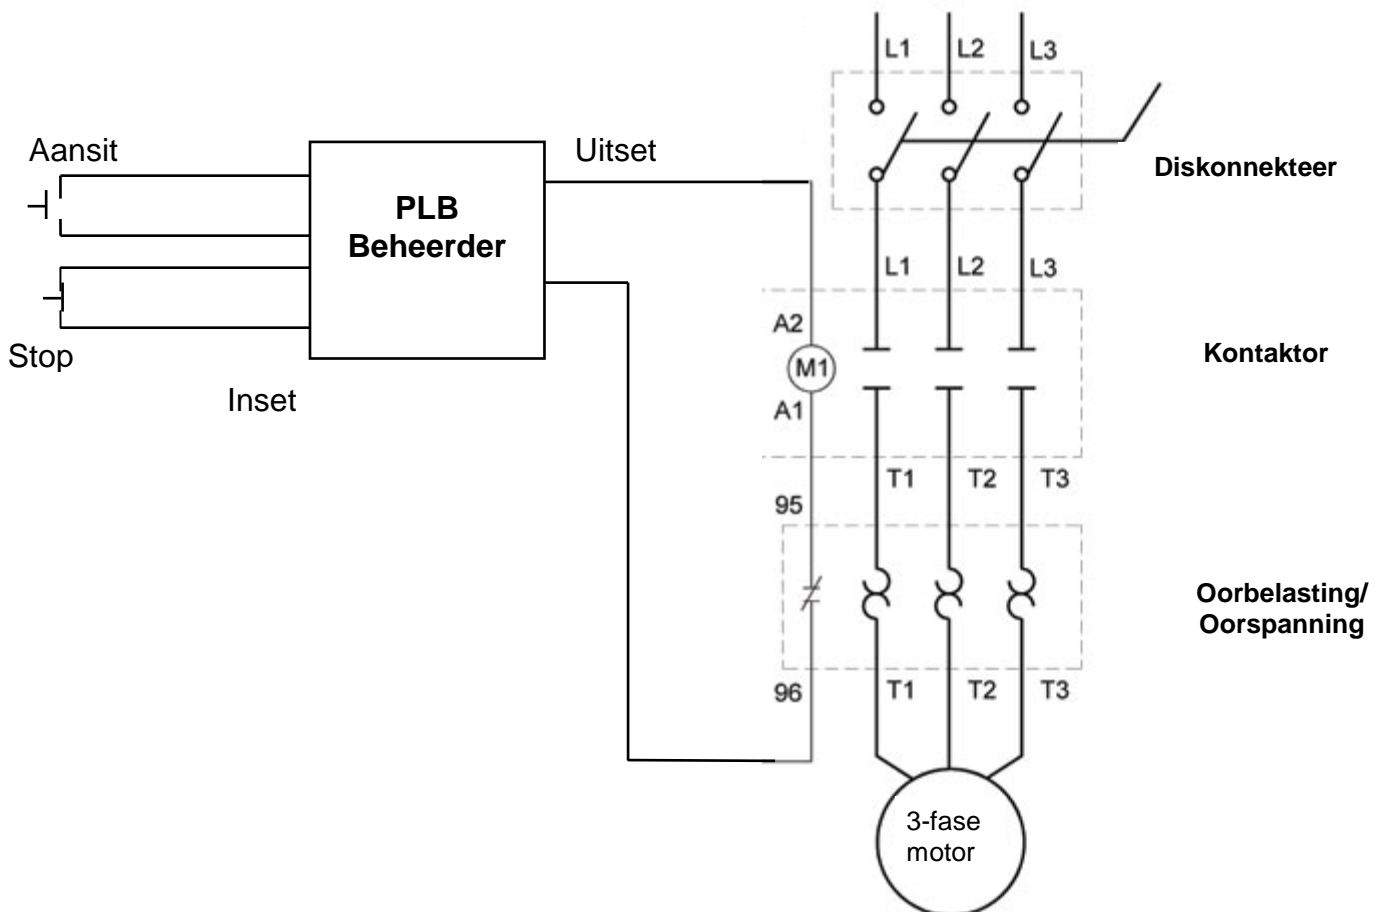 L1 L2 L3
Aansit
Uitset
PLB
Beheerder
Diskonnekteer
L1 L2 L3
A2
M1
A1
Stop
Inset
Kontaktor
T1 T2 T3
95
Oorbelasting/
Oorspanning
96
T1 T2 T3
3-fase
motor